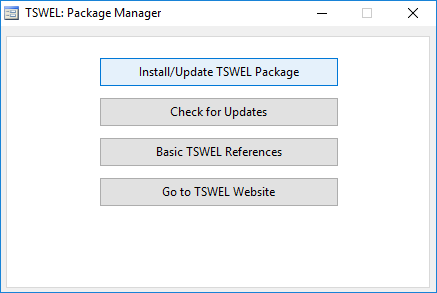 TSWEL: Package Manager
Install/Update TSWEL Package
Check for Updates
Basic TSWEL References
Go to TSWEL Website